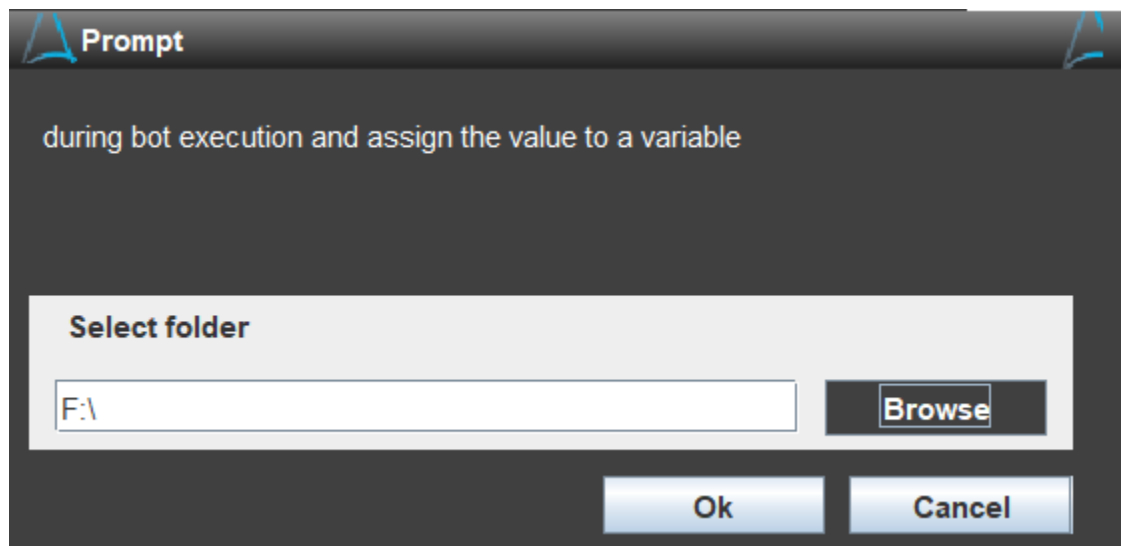 Prompt
during bot execution and assign the value to a variable
Select folder
F:\
Browse
Ok
Cancel